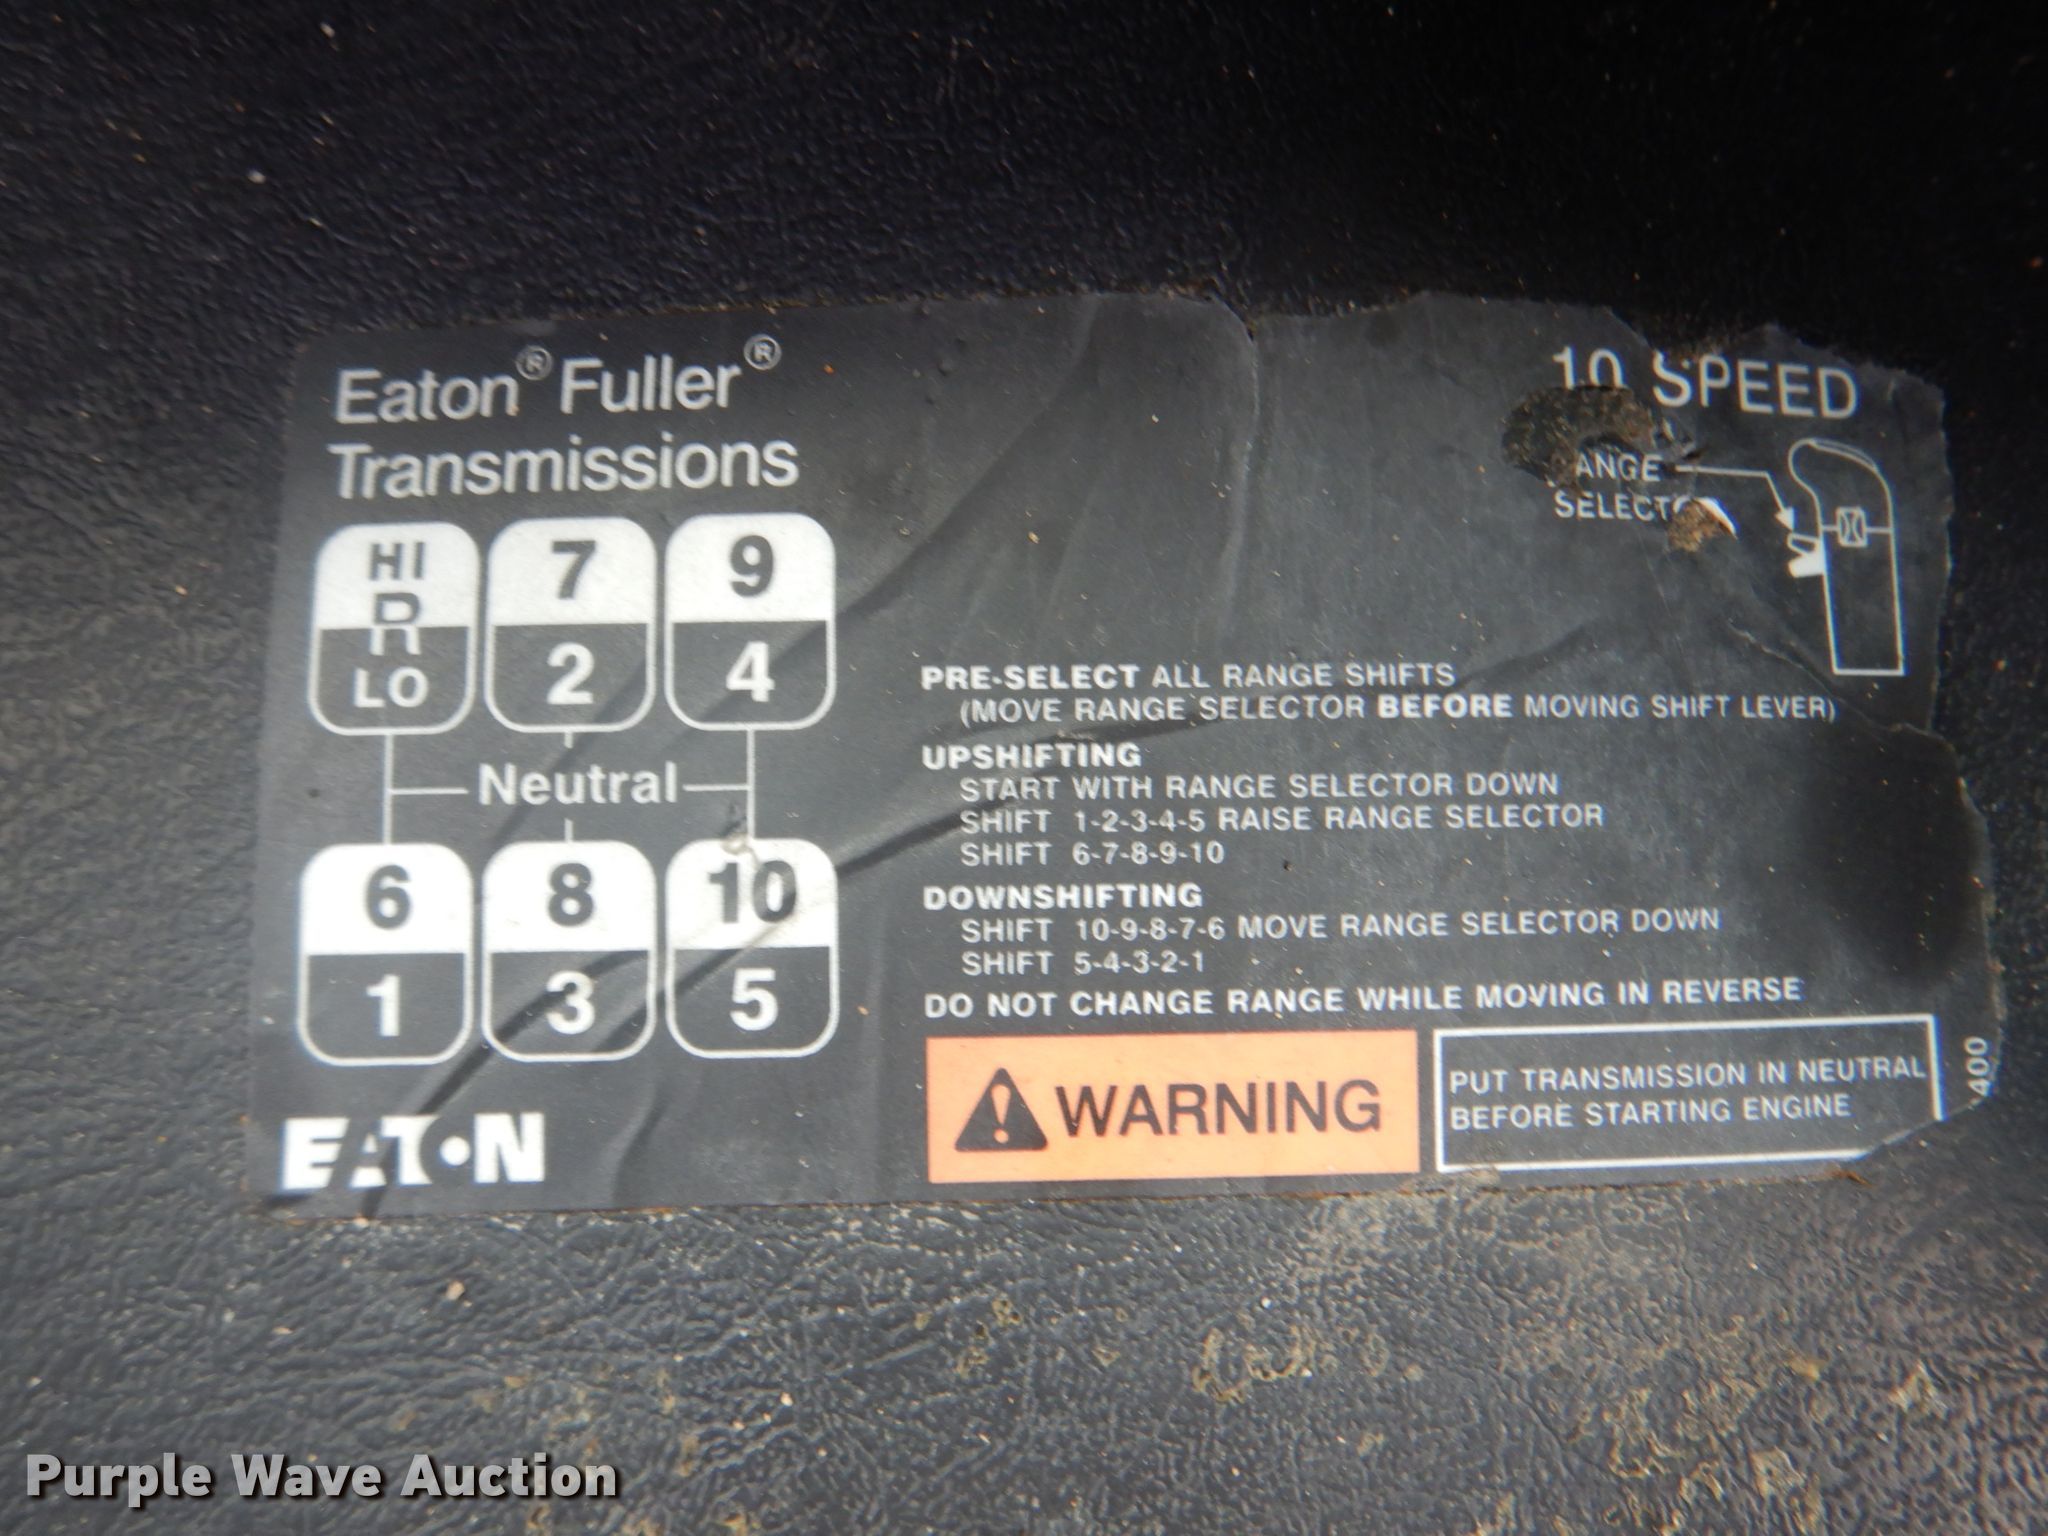 Eaton® Fuller®
Transmissions
10 SPEED
ANGE
SELECT
HI
R
LO
7
2
9
4
Neutral
6
1
8
3
10
5
EATON
PRE-SELECT ALL RANGE SHIFTS
(MOVE RANGE SELECTOR BEFORE MOVING SHIFT LEVER)
UPSHIFTING
START WITH RANGE SELECTOR DOWN
SHIFT 1-2-3-4-5 RAISE RANGE SELECTOR
SHIFT 6-7-8-9-10
DOWNSHIFTING
SHIFT 10-9-8-7-6 MOVE RANGE SELECTOR DOWN
SHIFT 5-4-3-2-1
DO NOT CHANGE RANGE WHILE MOVING IN REVERSE
WARNING
PUT TRANSMISSION IN NEUTRAL
BEFORE STARTING ENGINE
400
Purple Wave Auction